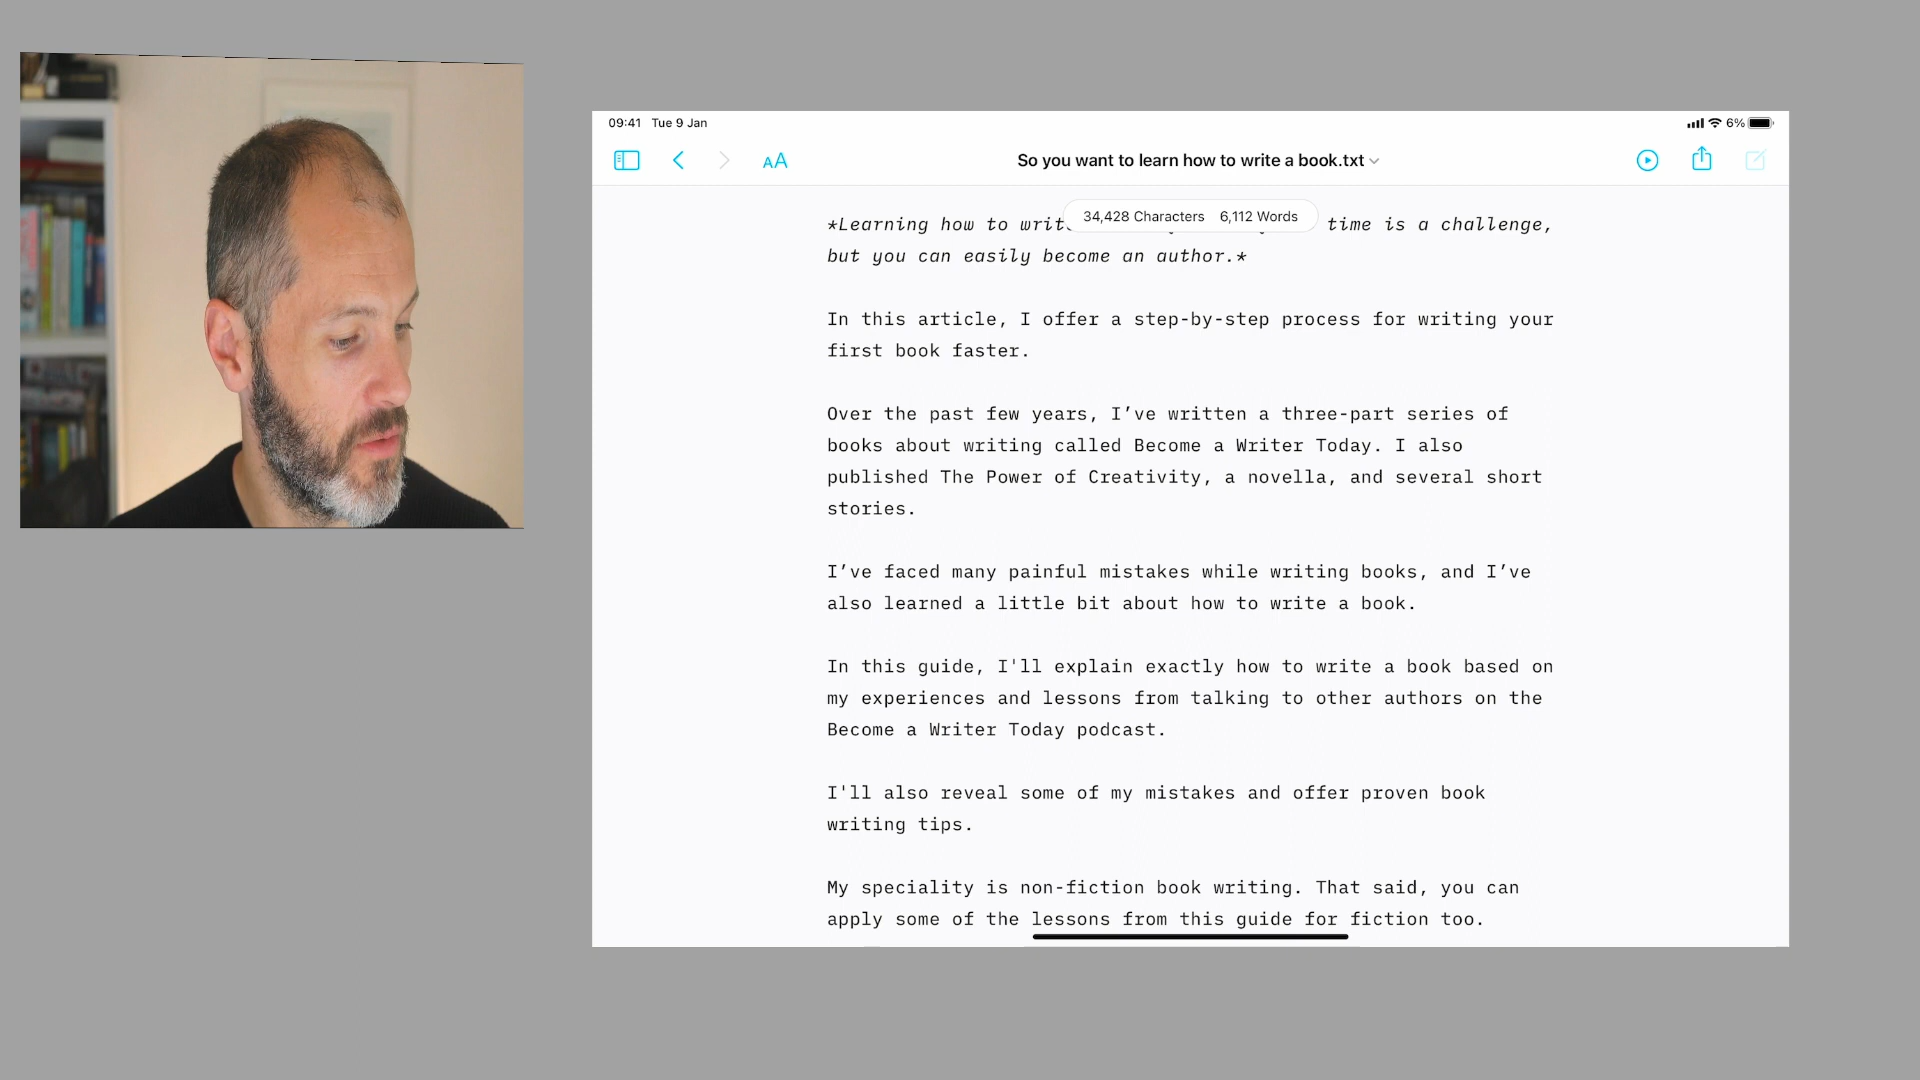 09:41 Tue 9 Jan
6%
AA
So you want to learn how to write a book.txt
34,428 Characters 6,112 Words
*Learning how to time is a challenge,
but you can easily become an author.*
In this article, I offer a step-by-step process for writing your
first book faster.
Over the past few years, I’ve written a three-part series of
books about writing called Become a Writer Today. I also
published The Power of Creativity, a novella, and several short
stories.
I’ve faced many painful mistakes while writing books, and I’ve
also learned a little bit about how to write a book.
In this guide, I'll explain exactly how to write a book based on
my experiences and lessons from talking to other authors on the
Become a Writer Today podcast.
I'll also reveal some of my mistakes and offer proven book
writing tips.
My speciality is non-fiction book writing. That said, you can
apply some of the lessons from this guide for fiction too.